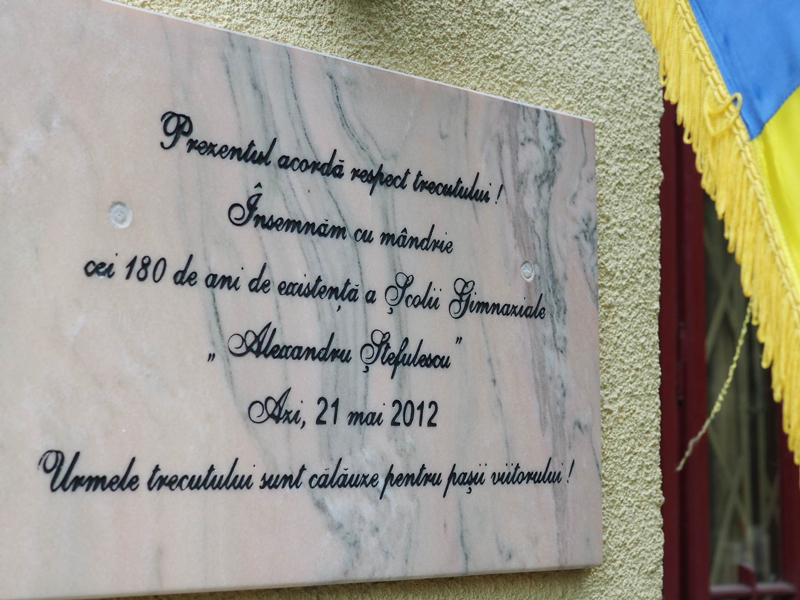 Prezentul acordă respect trecutului !
Însemnăm cu mândrie
cei 180 de ani de existență a Școlii Gimnaziale
„ Alexandru Ștefulescu”
Azi, 21 mai 2012
Urmele trecutului sunt călăuze pentru pașii viitorului !